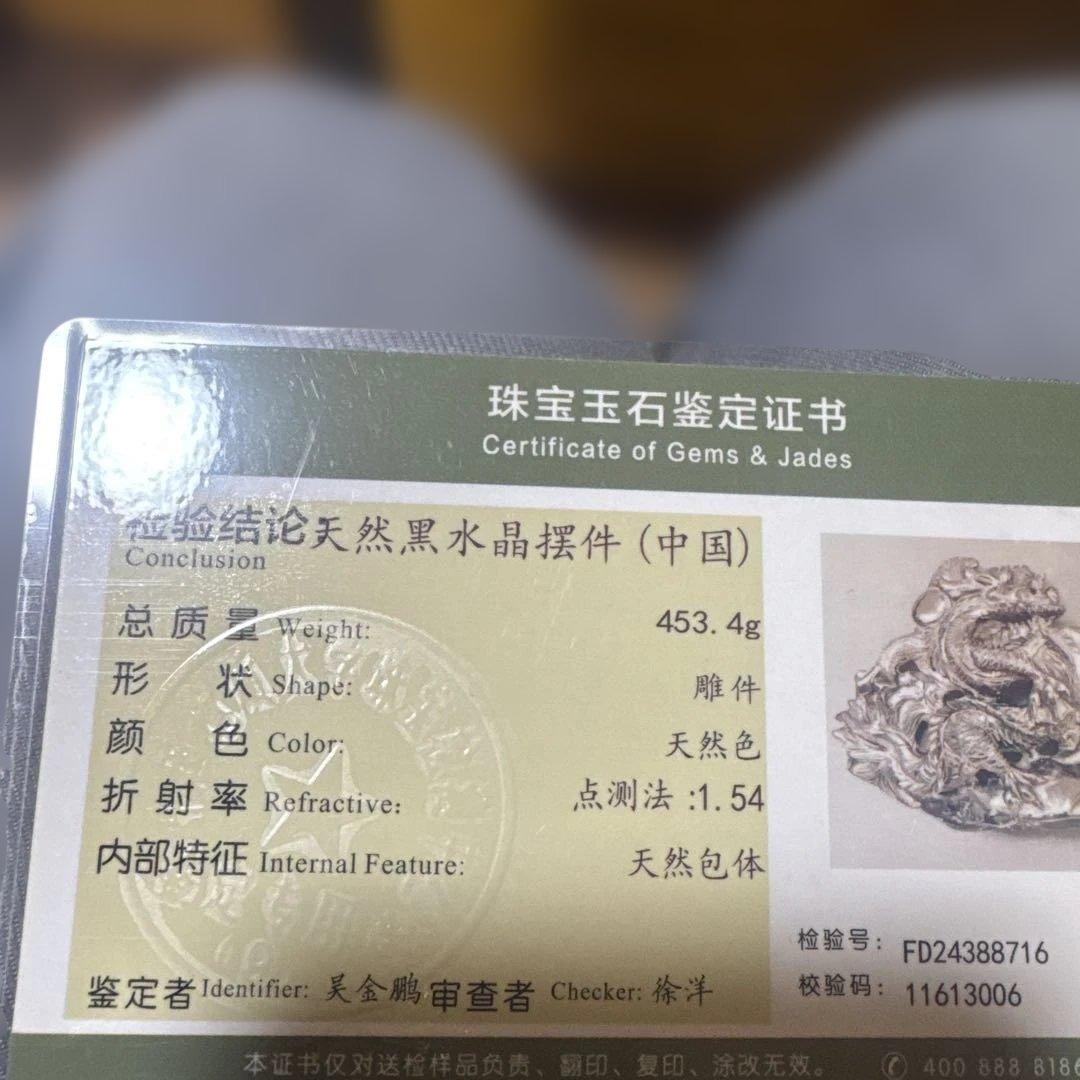 珠宝玉石鉴定证书
Certificate of Gems & Jades
检验结论:天然黑水晶摆件(中国)
Conclusion
总质量 Weight: 453.4g
形状 Shape: 雕件
颜色 Color: 天然色
折射率 Refractive: 点测法:1.54
内部特征 Internal Feature: 天然包体
检验号: FD24388716
校验码: 11613006
鉴定者 Identifier: 吴金鹏 审查者 Checker: 徐洋
本证书仅对送检样品负责、翻印、复印、涂改无效。 400 888 8186